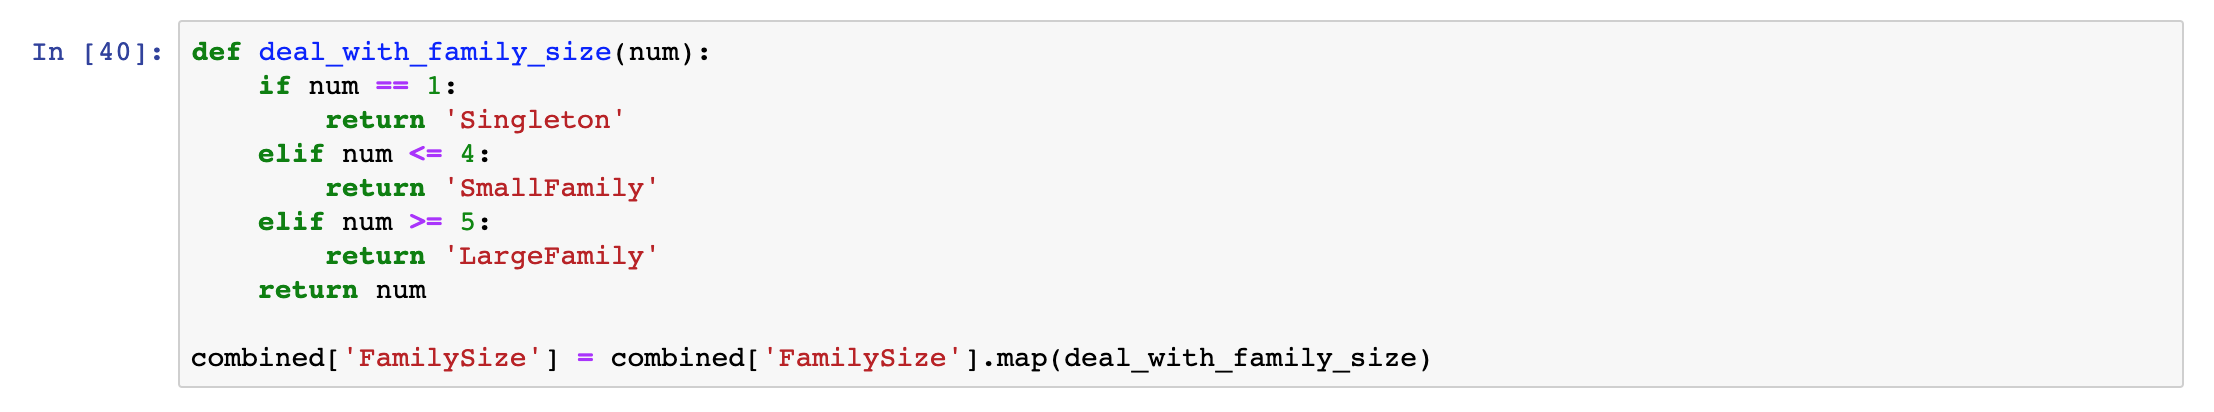 In [40]: def deal_with_family_size(num):
    if num == 1:
        return 'Singleton'
    elif num <= 4:
        return 'SmallFamily'
    elif num >= 5:
        return 'LargeFamily'
    return num

combined['FamilySize'] = combined['FamilySize'].map(deal_with_family_size)